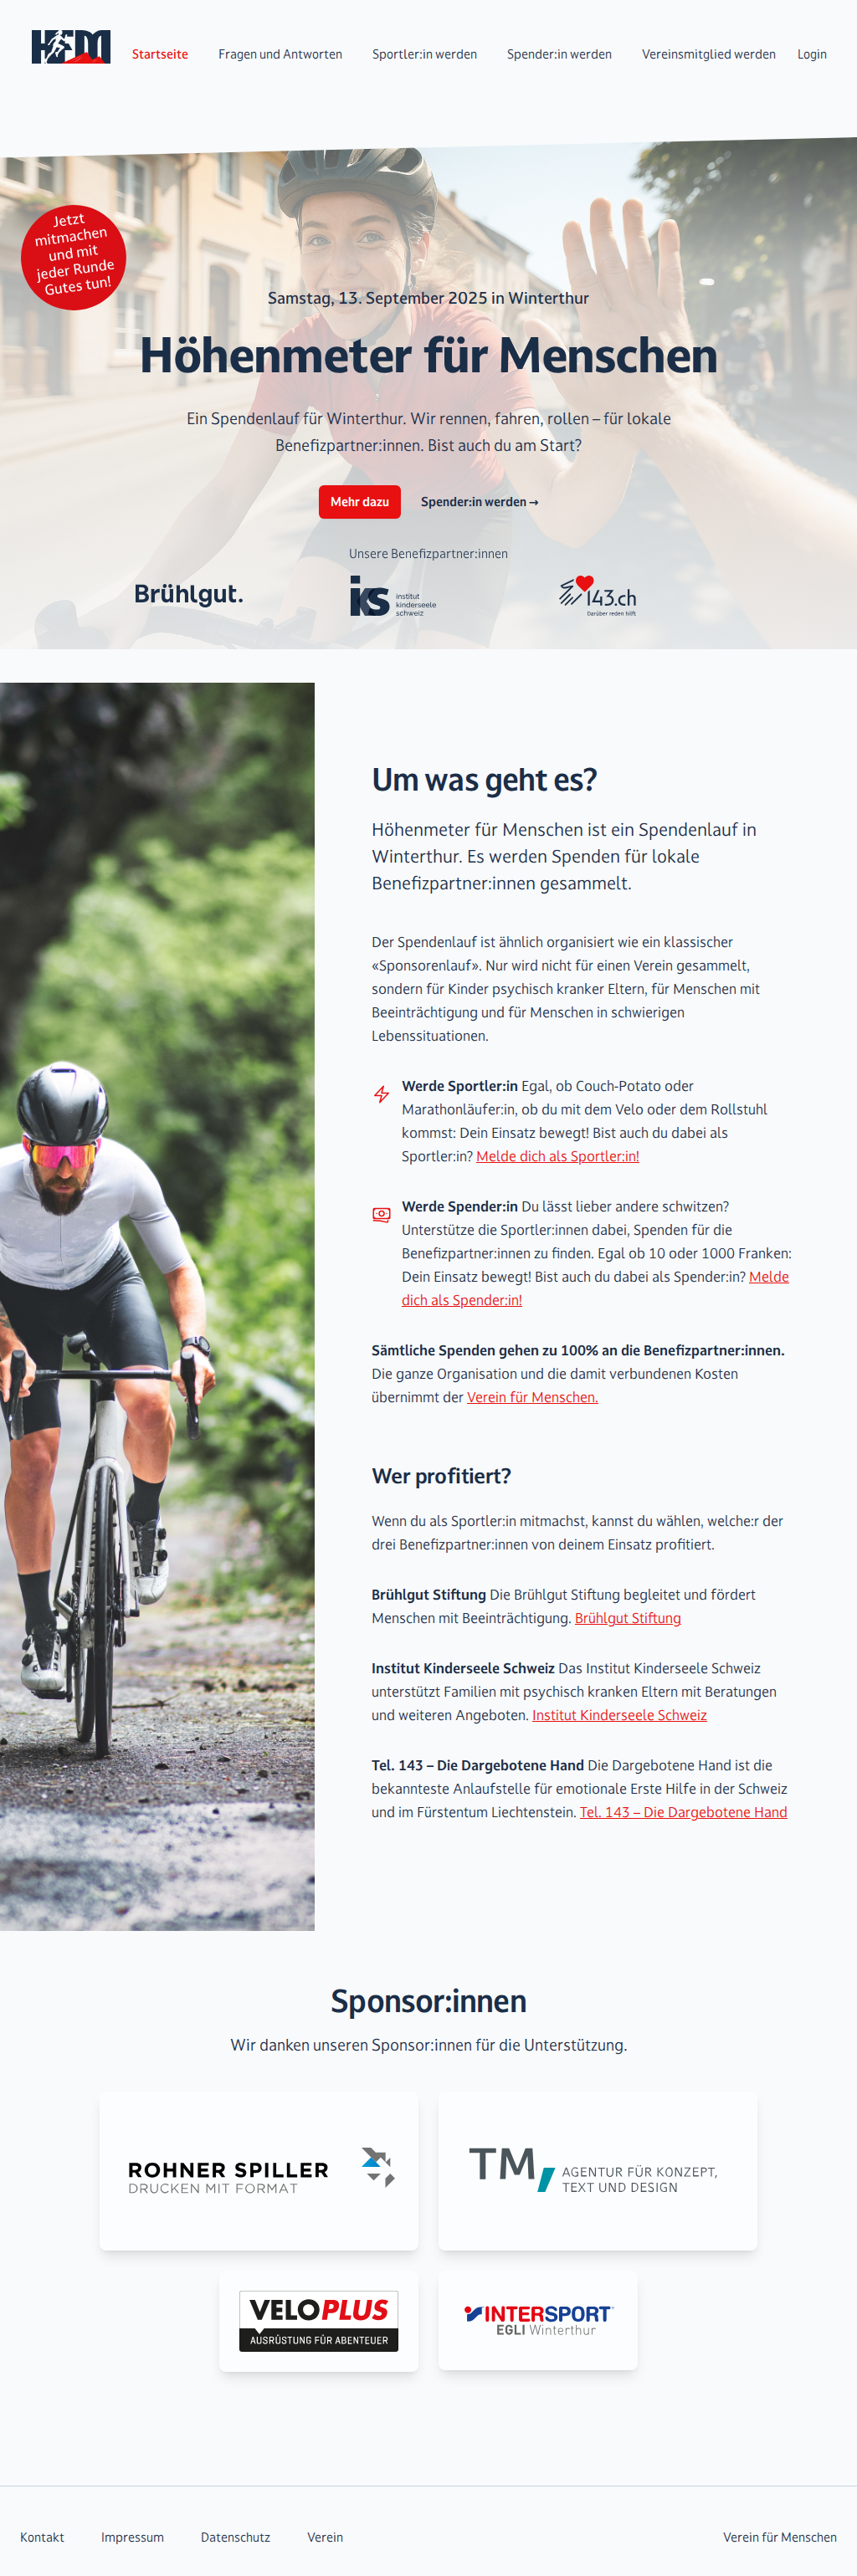 HFM
Startseite
Fragen und Antworten
Sportler:in werden
Spender:in werden
Vereinsmitglied werden
Login
Jetzt
mitmachen
und mit
jeder Runde
Gutes tun!
Samstag, 13. September 2025 in Winterthur
Höhenmeter für Menschen
Ein Spendenlauf für Winterthur. Wir rennen, fahren, rollen – für lokale
Benefizpartner:innen. Bist auch du am Start?
Mehr dazu
Spender:in werden →
Unsere Benefizpartner:innen
Brühlgut.
iks
institut
kinderseele
schweiz
143.ch
Darüber reden hilft
Um was geht es?
Höhenmeter für Menschen ist ein Spendenlauf in
Winterthur. Es werden Spenden für lokale
Benefizpartner:innen gesammelt.
Der Spendenlauf ist ähnlich organisiert wie ein klassischer
«Sponsorenlauf». Nur wird nicht für einen Verein gesammelt,
sondern für Kinder psychisch kranker Eltern, für Menschen mit
Beeinträchtigung und für Menschen in schwierigen
Lebenssituationen.
Werde Sportler:in Egal, ob Couch-Potato oder
Marathonläufer:in, ob du mit dem Velo oder dem Rollstuhl
kommst: Dein Einsatz bewegt! Bist auch du dabei als
Sportler:in? Melde dich als Sportler:in!
Werde Spender:in Du lässt lieber andere schwitzen?
Unterstütze die Sportler:innen dabei, Spenden für die
Benefizpartner:innen zu finden. Egal ob 10 oder 1000 Franken:
Dein Einsatz bewegt! Bist auch du dabei als Spender:in? Melde
dich als Spender:in!
Sämtliche Spenden gehen zu 100% an die Benefizpartner:innen.
Die ganze Organisation und die damit verbundenen Kosten
übernimmt der Verein für Menschen.
Wer profitiert?
Wenn du als Sportler:in mitmachst, kannst du wählen, welche:r der
drei Benefizpartner:innen von deinem Einsatz profitiert.
Brühlgut Stiftung Die Brühlgut Stiftung begleitet und fördert
Menschen mit Beeinträchtigung. Brühlgut Stiftung
Institut Kinderseele Schweiz Das Institut Kinderseele Schweiz
unterstützt Familien mit psychisch kranken Eltern mit Beratungen
und weiteren Angeboten. Institut Kinderseele Schweiz
Tel. 143 – Die Dargebotene Hand Die Dargebotene Hand ist die
bekannteste Anlaufstelle für emotionale Erste Hilfe in der Schweiz
und im Fürstentum Liechtenstein. Tel. 143 – Die Dargebotene Hand
Sponsor:innen
Wir danken unseren Sponsor:innen für die Unterstützung.
ROHNER SPILLER
DRUCKEN MIT FORMAT
TM,
AGENTUR FÜR KONZEPT,
TEXT UND DESIGN
VELOPLUS
AUSRÜSTUNG FÜR ABENTEUER
INTERSPORT
EGLI Winterthur
Kontakt
Impressum
Datenschutz
Verein
Verein für Menschen